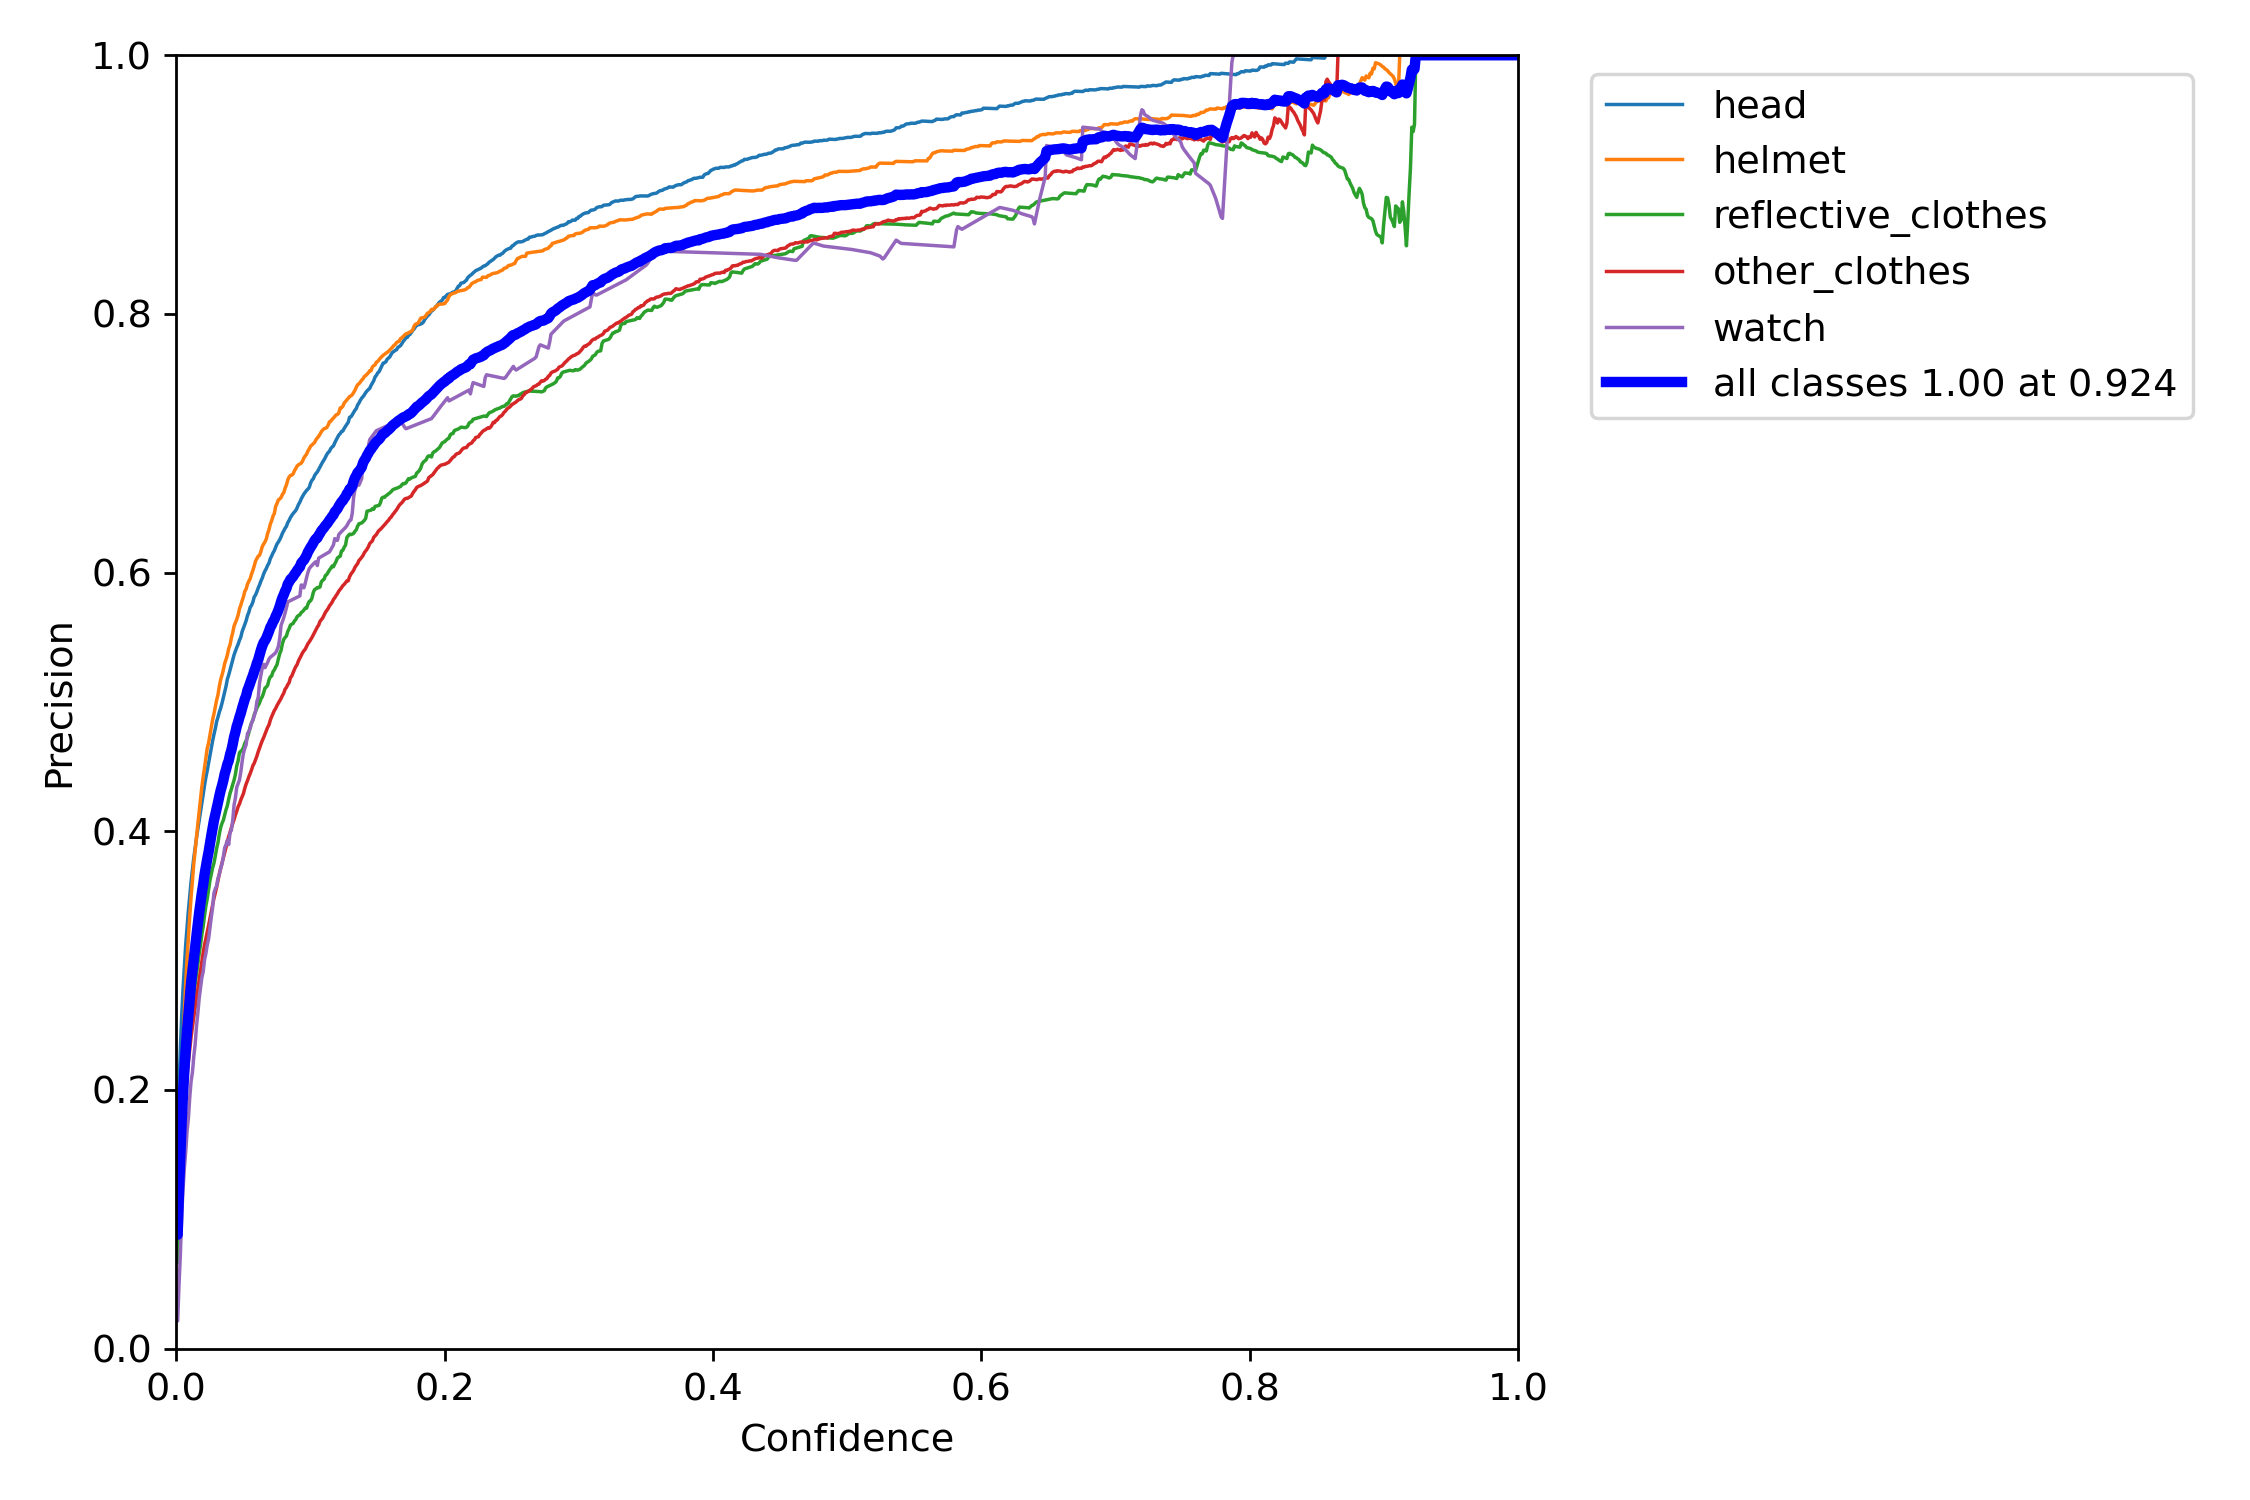 1.0
0.8
0.6
0.4
0.2
0.0
Precision
0.0 0.2 0.4 0.6 0.8 1.0
Confidence
head
helmet
reflective_clothes
other_clothes
watch
all classes 1.00 at 0.924